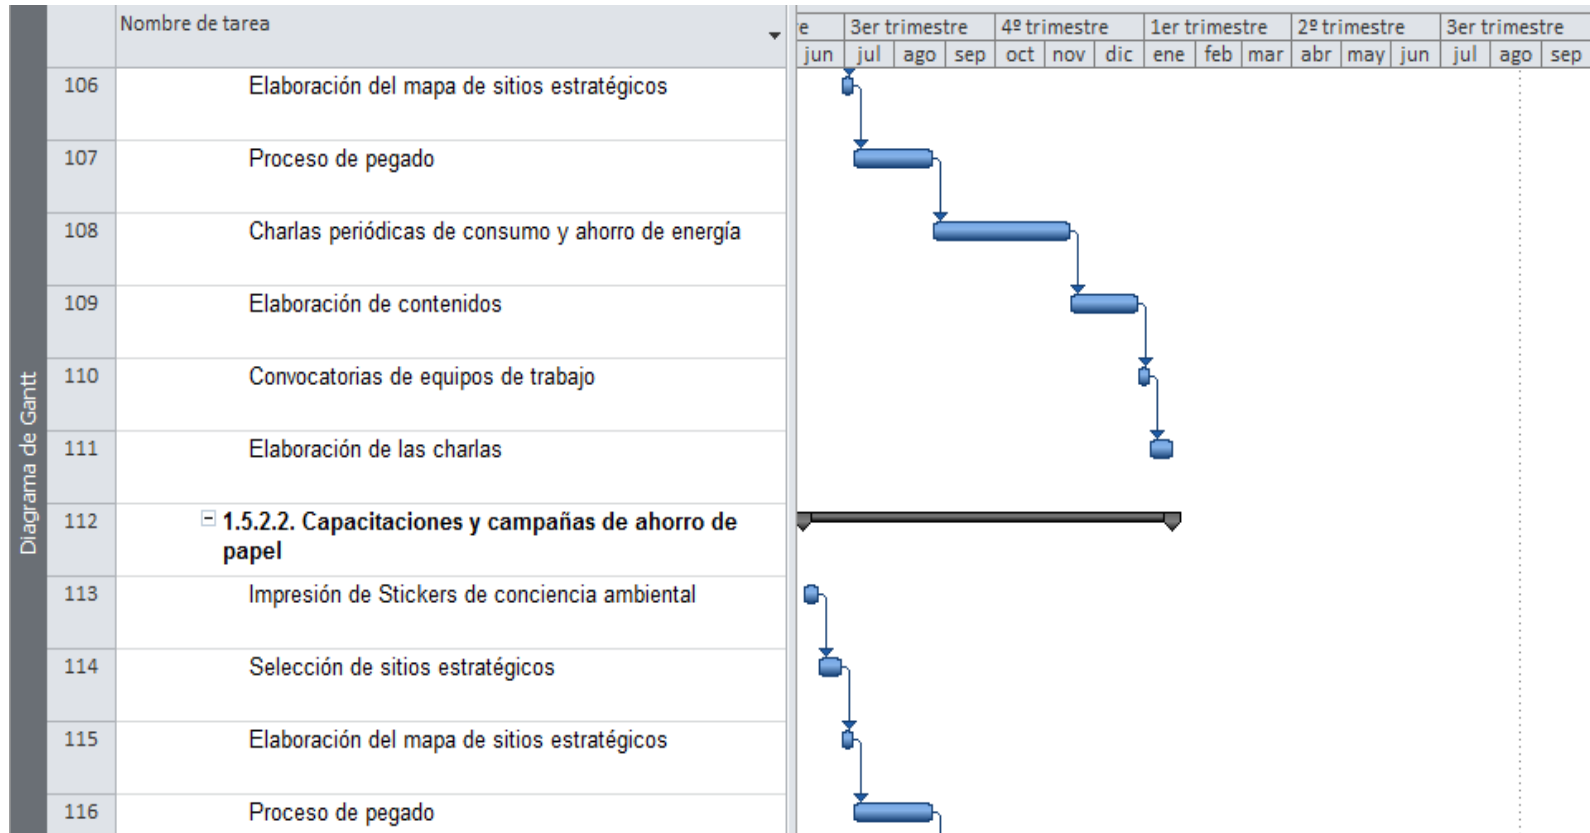 Diagrama de Gantt
Nombre de tarea
re 3er trimestre 4º trimestre 1er trimestre 2º trimestre 3er trimestre
jun jul ago sep oct nov dic ene feb mar abr may jun jul ago sep
106 Elaboración del mapa de sitios estratégicos
107 Proceso de pegado
108 Charlas periódicas de consumo y ahorro de energía
109 Elaboración de contenidos
110 Convocatorias de equipos de trabajo
111 Elaboración de las charlas
112 1.5.2.2. Capacitaciones y campañas de ahorro de
papel
113 Impresión de Stickers de conciencia ambiental
114 Selección de sitios estratégicos
115 Elaboración del mapa de sitios estratégicos
116 Proceso de pegado